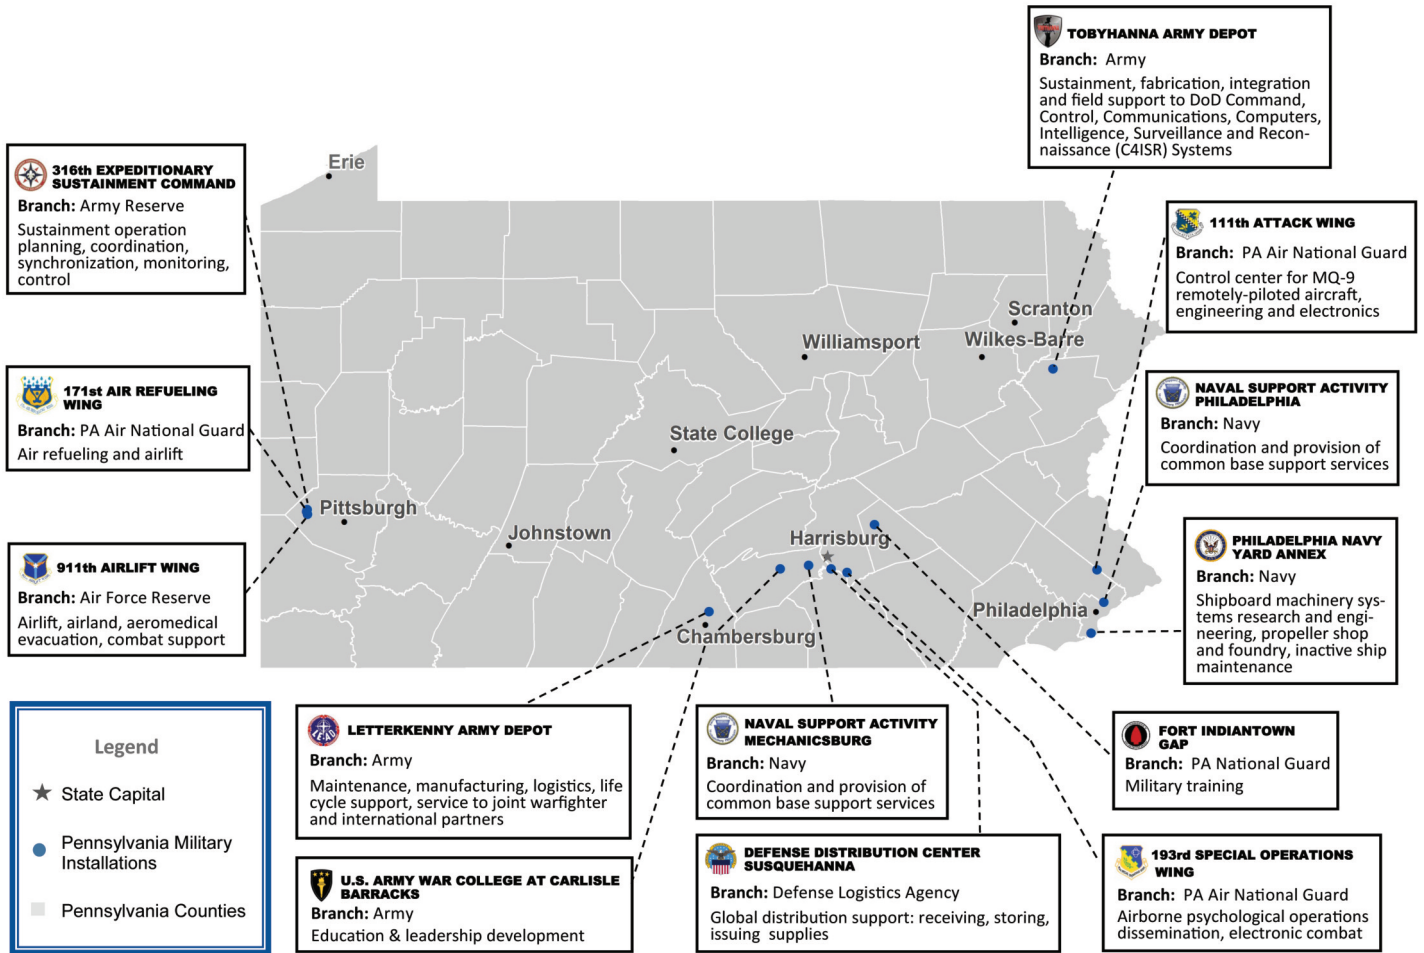 TOBYHANNA ARMY DEPOT
Branch: Army
Sustainment, fabrication, integration
and field support to DoD Command,
Control, Communications, Computers,
Intelligence, Surveillance and Recon-
naissance (C4ISR) Systems
316th EXPEDITIONARY
SUSTAINMENT COMMAND
Branch: Army Reserve
Sustainment operation
planning, coordination,
synchronization, monitoring,
control
171st AIR REFUELING
WING
Branch: PA Air National Guard
Air refueling and airlift
911th AIRLIFT WING
Branch: Air Force Reserve
Airlift, airland, aeromedical
evacuation, combat support
Erie
Scranton
Williamsport
Wilkes-Barre
State College
Pittsburgh
Johnstown
Harrisburg
Philadelphia
Chambersburg
111th ATTACK WING
Branch: PA Air National Guard
Control center for MQ-9
remotely-piloted aircraft,
engineering and electronics
NAVAL SUPPORT ACTIVITY
PHILADELPHIA
Branch: Navy
Coordination and provision of
common base support services
PHILADELPHIA NAVY
YARD ANNEX
Branch: Navy
Shipboard machinery sys-
tems research and engi-
neering, propeller shop
and foundry, inactive ship
maintenance
Legend
State Capital
Pennsylvania Military
Installations
Pennsylvania Counties
LE-AD
LETTERKENNY ARMY DEPOT
Branch: Army
Maintenance, manufacturing, logistics, life
cycle support, service to joint warfighter
and international partners
U.S. ARMY WAR COLLEGE AT CARLISLE
BARRACKS
Branch: Army
Education & leadership development
NAVAL SUPPORT ACTIVITY
MECHANICSBURG
Branch: Navy
Coordination and provision of
common base support services
DEFENSE DISTRIBUTION CENTER
SUSQUEHANNA
Branch: Defense Logistics Agency
Global distribution support: receiving, storing,
issuing supplies
FORT INDIANTOWN
GAP
Branch: PA National Guard
Military training
193rd SPECIAL OPERATIONS
WING
Branch: PA Air National Guard
Airborne psychological operations
dissemination, electronic combat